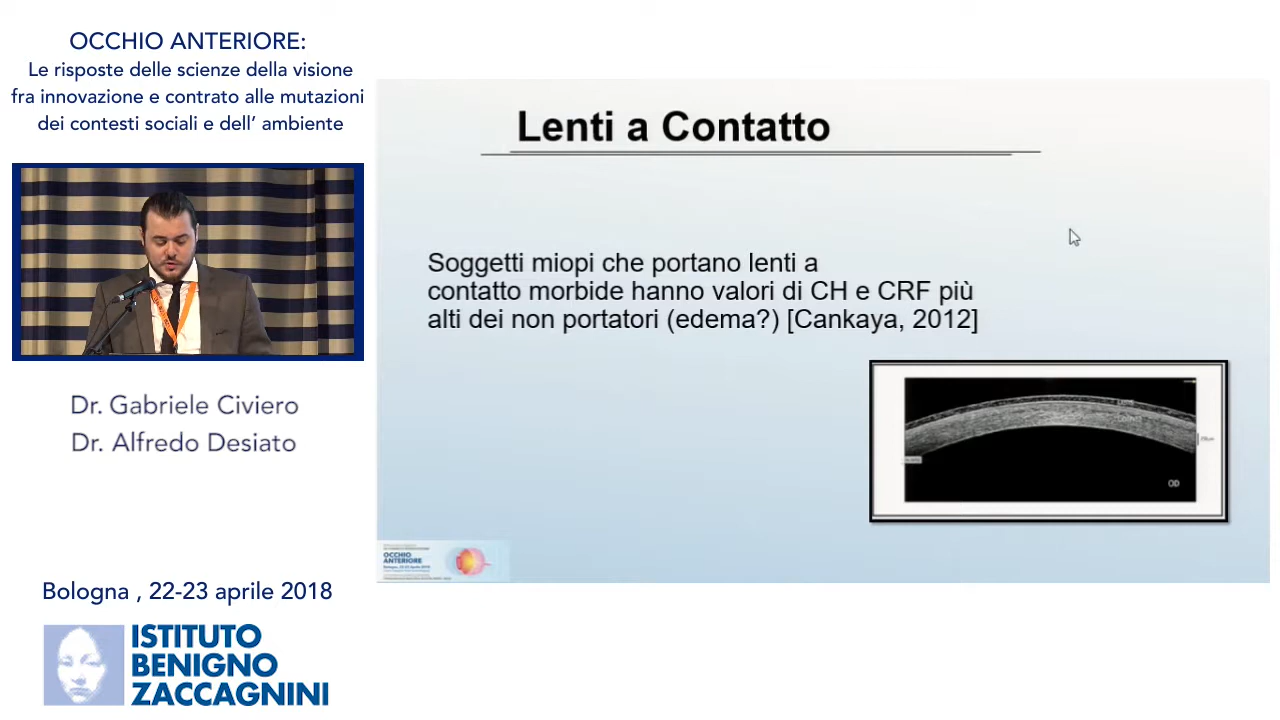 OCCHIO ANTERIORE:
Le risposte delle scienze della visione
fra innovazione e contrato alle mutazioni
dei contesti sociali e dell’ ambiente
Lenti a Contatto
Soggetti miopi che portano lenti a
contatto morbide hanno valori di CH e CRF più
alti dei non portatori (edema?) [Cankaya, 2012]
OD
OCCHIO
ANTERIORE
Dr. Gabriele Civiero
Dr. Alfredo Desiato
Bologna , 22-23 aprile 2018
ISTITUTO
BENIGNO
ZACCAGNINI